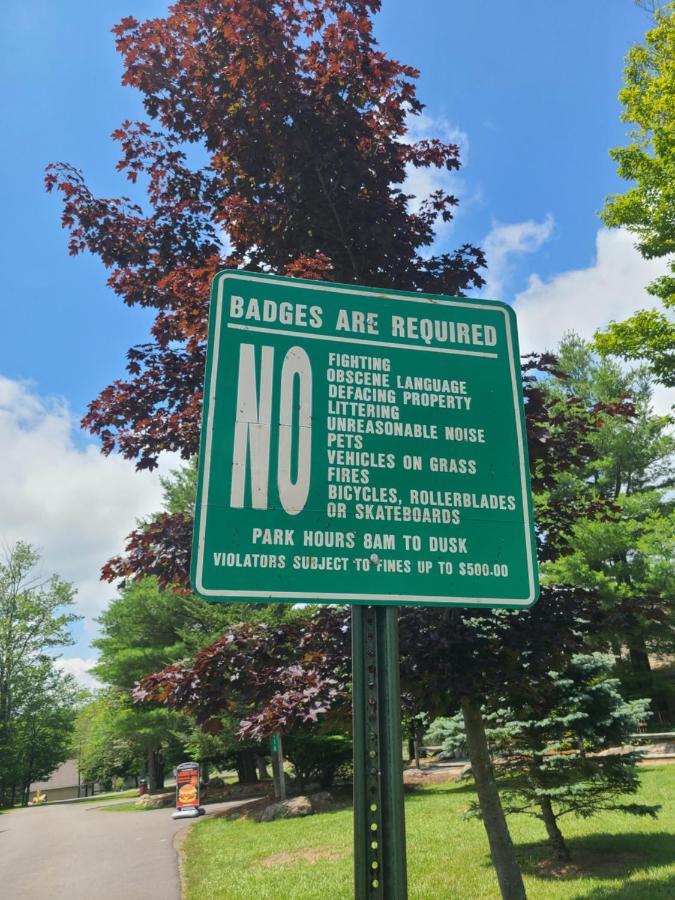 BADGES ARE REQUIRED
NO
FIGHTING
OBSCENE LANGUAGE
DEFACING PROPERTY
LITTERING
UNREASONABLE NOISE
PETS
VEHICLES ON GRASS
FIRES
BICYCLES, ROLLERBLADES
OR SKATEBOARDS
PARK HOURS 8AM TO DUSK
VIOLATORS SUBJECT TO FINES UP TO $500.00